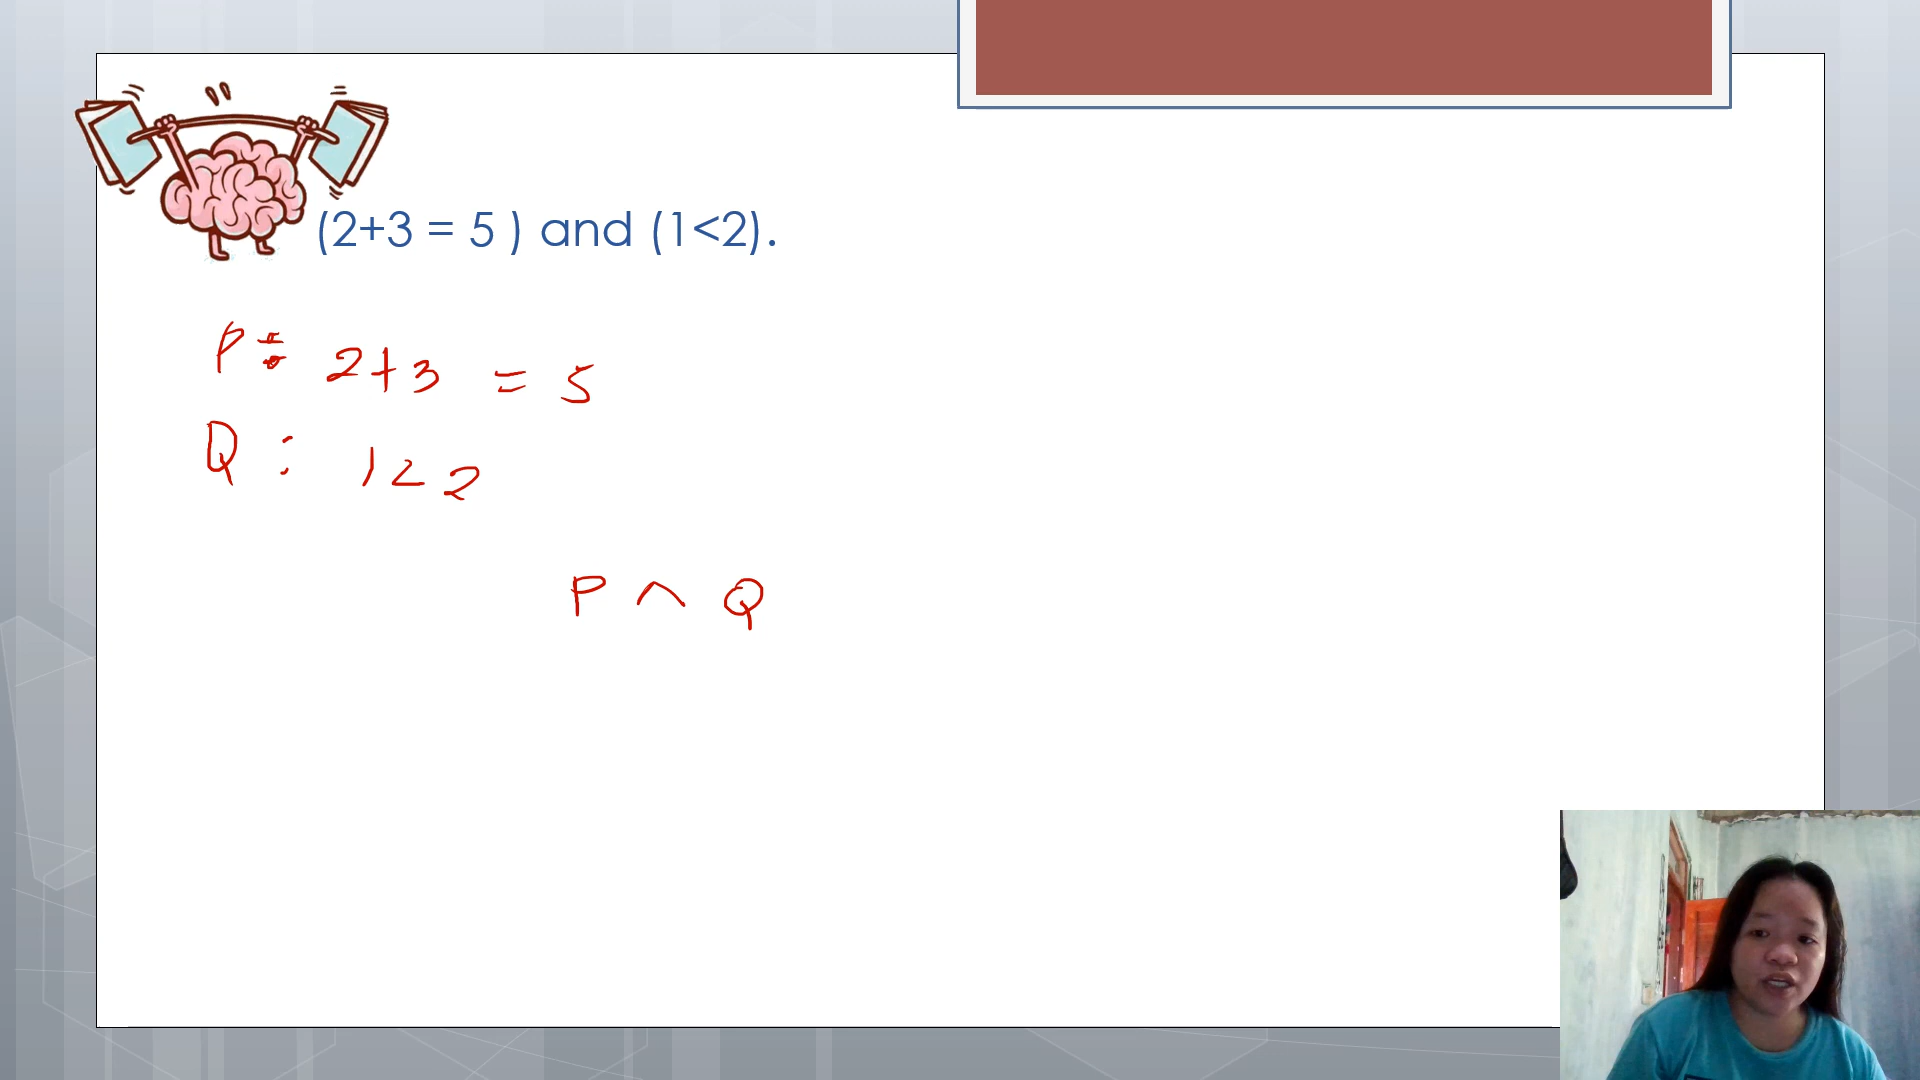 (2+3 = 5 ) and (1<2).
P: 2+3 = 5
Q : 1<2
P ∧ Q